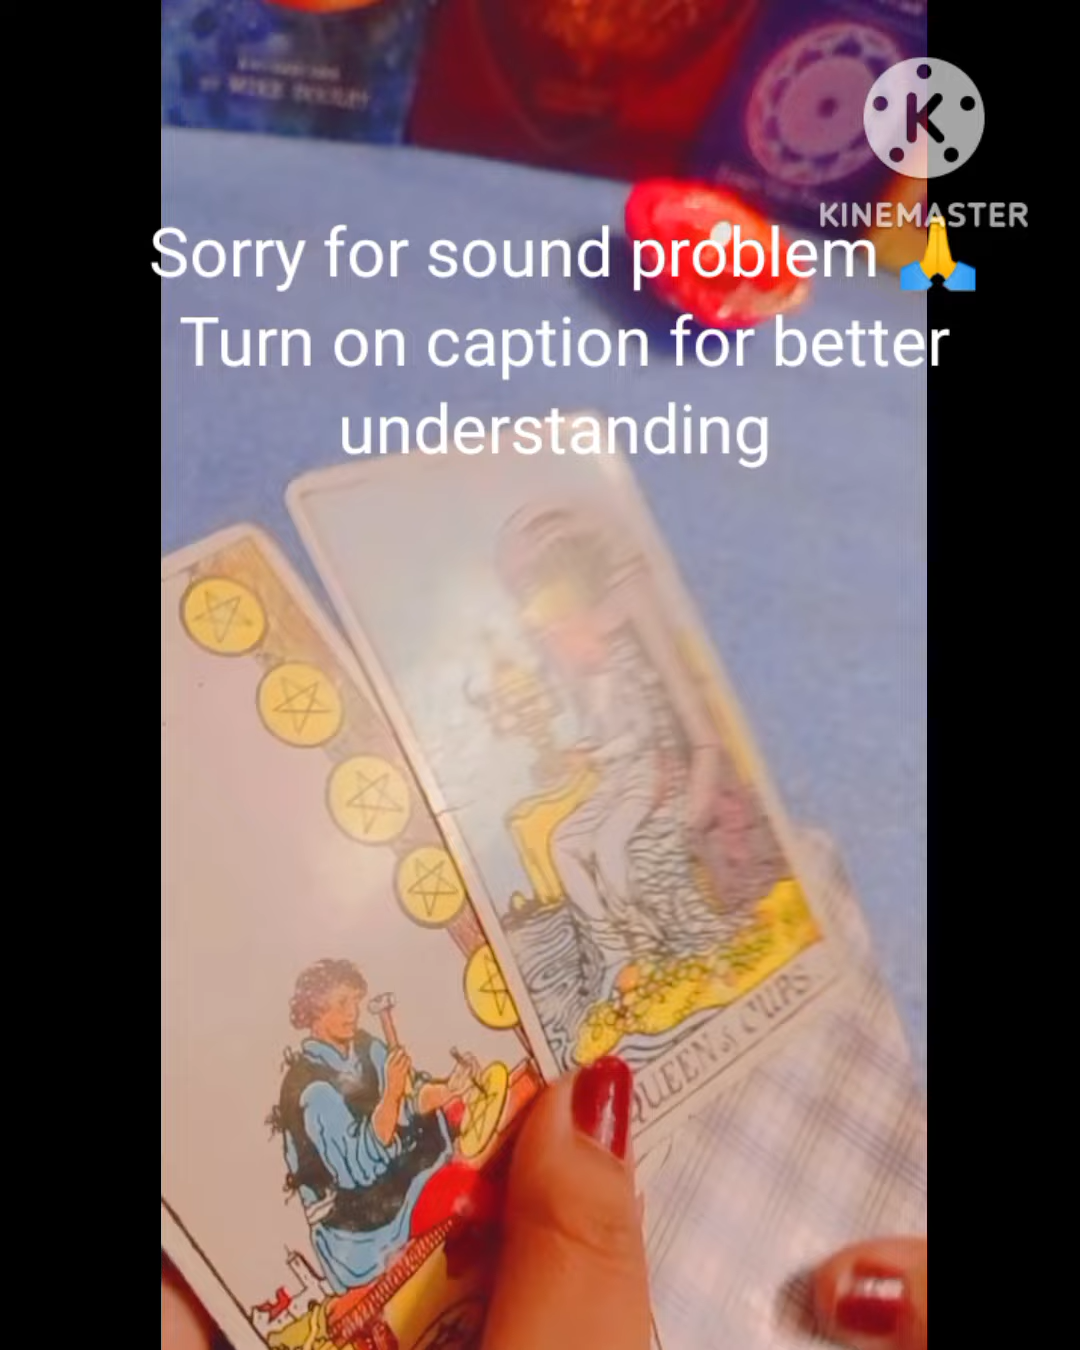 KINEMASTER
Sorry for sound problem 🙏
Turn on caption for better
understanding
QUEEN of CUPS